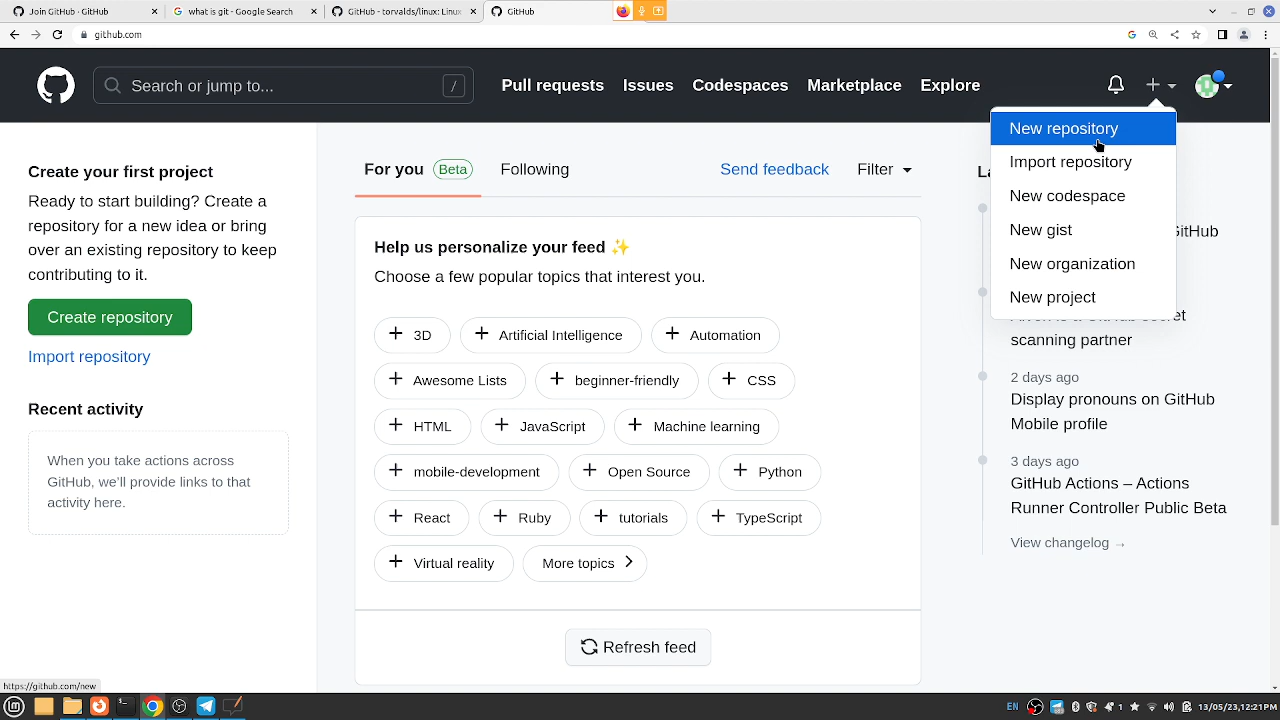 Join GitHub · GitHub
what is git - Google Search
GitHub - torvalds/linux: Linux
GitHub
github.com
Search or jump to...
/
Pull requests
Issues
Codespaces
Marketplace
Explore
New repository
Import repository
New codespace
New gist
New organization
New project
Create your first project
Ready to start building? Create a
repository for a new idea or bring
over an existing repository to keep
contributing to it.
Create repository
Import repository
Recent activity
When you take actions across
GitHub, we'll provide links to that
activity here.
For you Beta
Following
Send feedback
Filter
Help us personalize your feed ✨
Choose a few popular topics that interest you.
+ 3D
+ Artificial Intelligence
+ Automation
+ Awesome Lists
+ beginner-friendly
+ CSS
+ HTML
+ JavaScript
+ Machine learning
+ mobile-development
+ Open Source
+ Python
+ React
+ Ruby
+ tutorials
+ TypeScript
+ Virtual reality
More topics
Refresh feed
GitHub
scanning partner
2 days ago
Display pronouns on GitHub
Mobile profile
3 days ago
GitHub Actions – Actions
Runner Controller Public Beta
View changelog →
https://github.com/new
EN
1
13/05/23,12:21PM